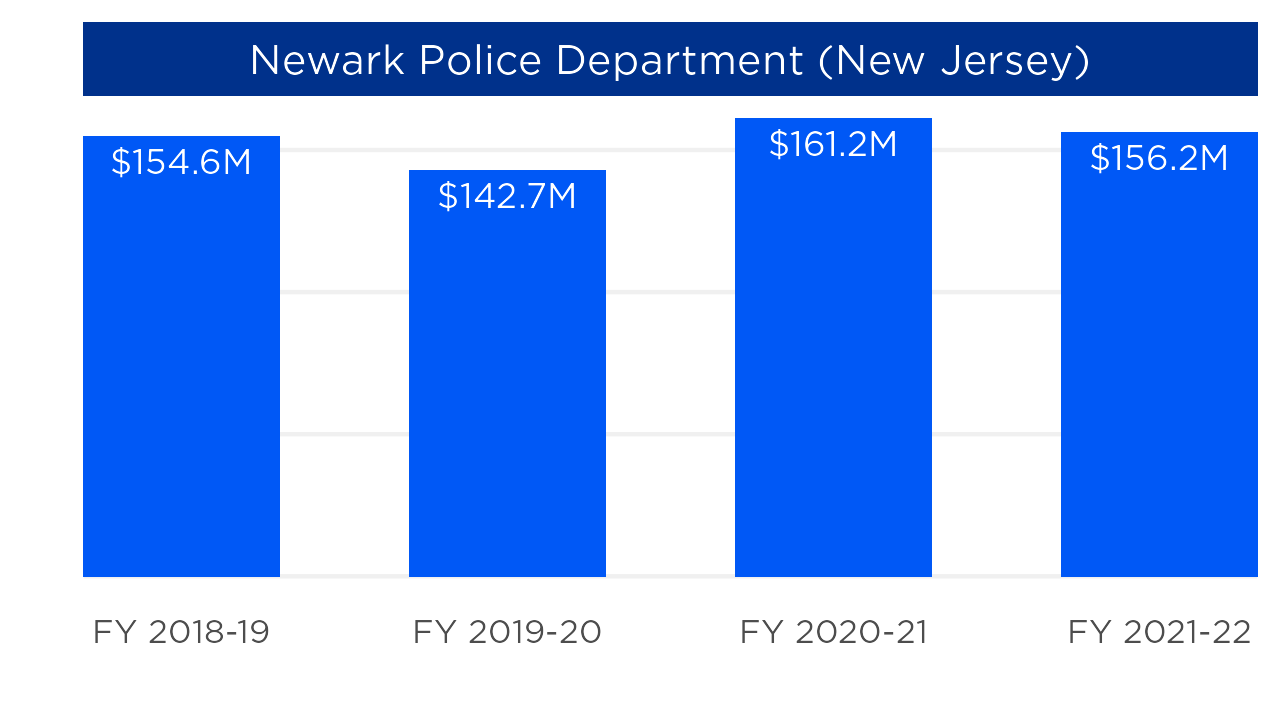 Newark Police Department (New Jersey)
$154.6M
$142.7M
$161.2M
$156.2M
FY 2018-19
FY 2019-20
FY 2020-21
FY 2021-22